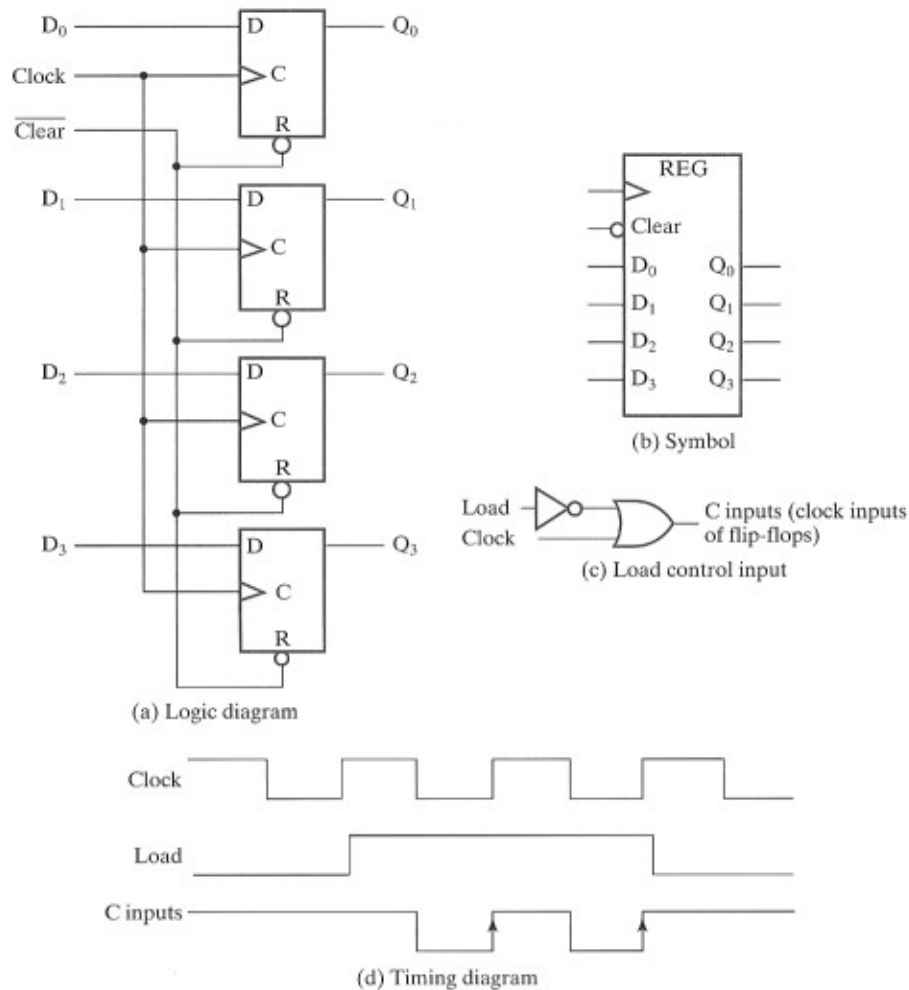 D₀ D Q₀
Clock C
R
C̅l̅e̅a̅r̅
D₁ D Q₁
C
R
D₂ D Q₂
C
R
D₃ D Q₃
C
R
(a) Logic diagram
REG
Clear
D₀ Q₀
D₁ Q₁
D₂ Q₂
D₃ Q₃
(b) Symbol
Load
Clock
C inputs (clock inputs
of flip-flops)
(c) Load control input
Clock
Load
C inputs
(d) Timing diagram